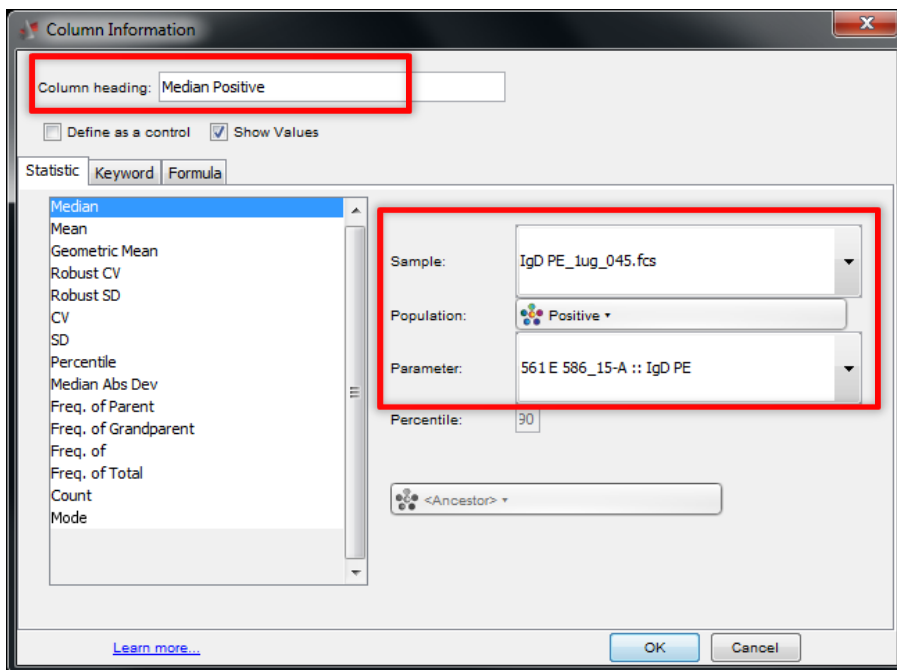 Column Information
Column heading: Median Positive
Define as a control Show Values
Statistic Keyword Formula
Median
Mean
Geometric Mean
Robust CV
Robust SD
CV
SD
Percentile
Median Abs Dev
Freq. of Parent
Freq. of Grandparent
Freq. of
Freq. of Total
Count
Mode
Sample: IgD PE_1ug_045.fcs
Population: Positive
Parameter: 561 E 586_15-A :: IgD PE
Percentile: 90
<Ancestor>
Learn more...
OK Cancel